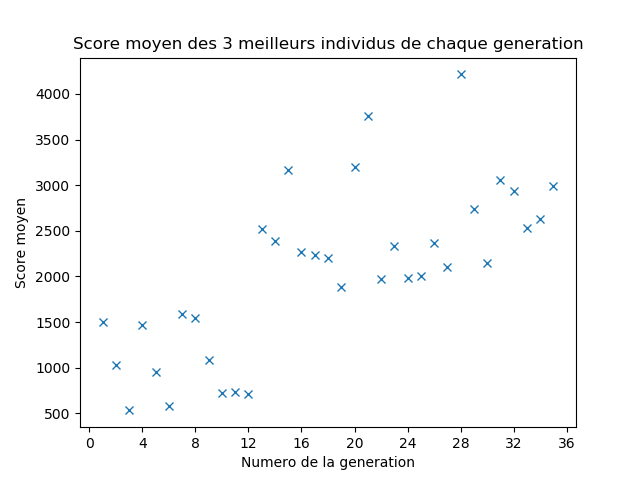 Score moyen des 3 meilleurs individus de chaque generation
4000
3500
3000
2500
2000
1500
1000
500
Score moyen
0 4 8 12 16 20 24 28 32 36
Numero de la generation